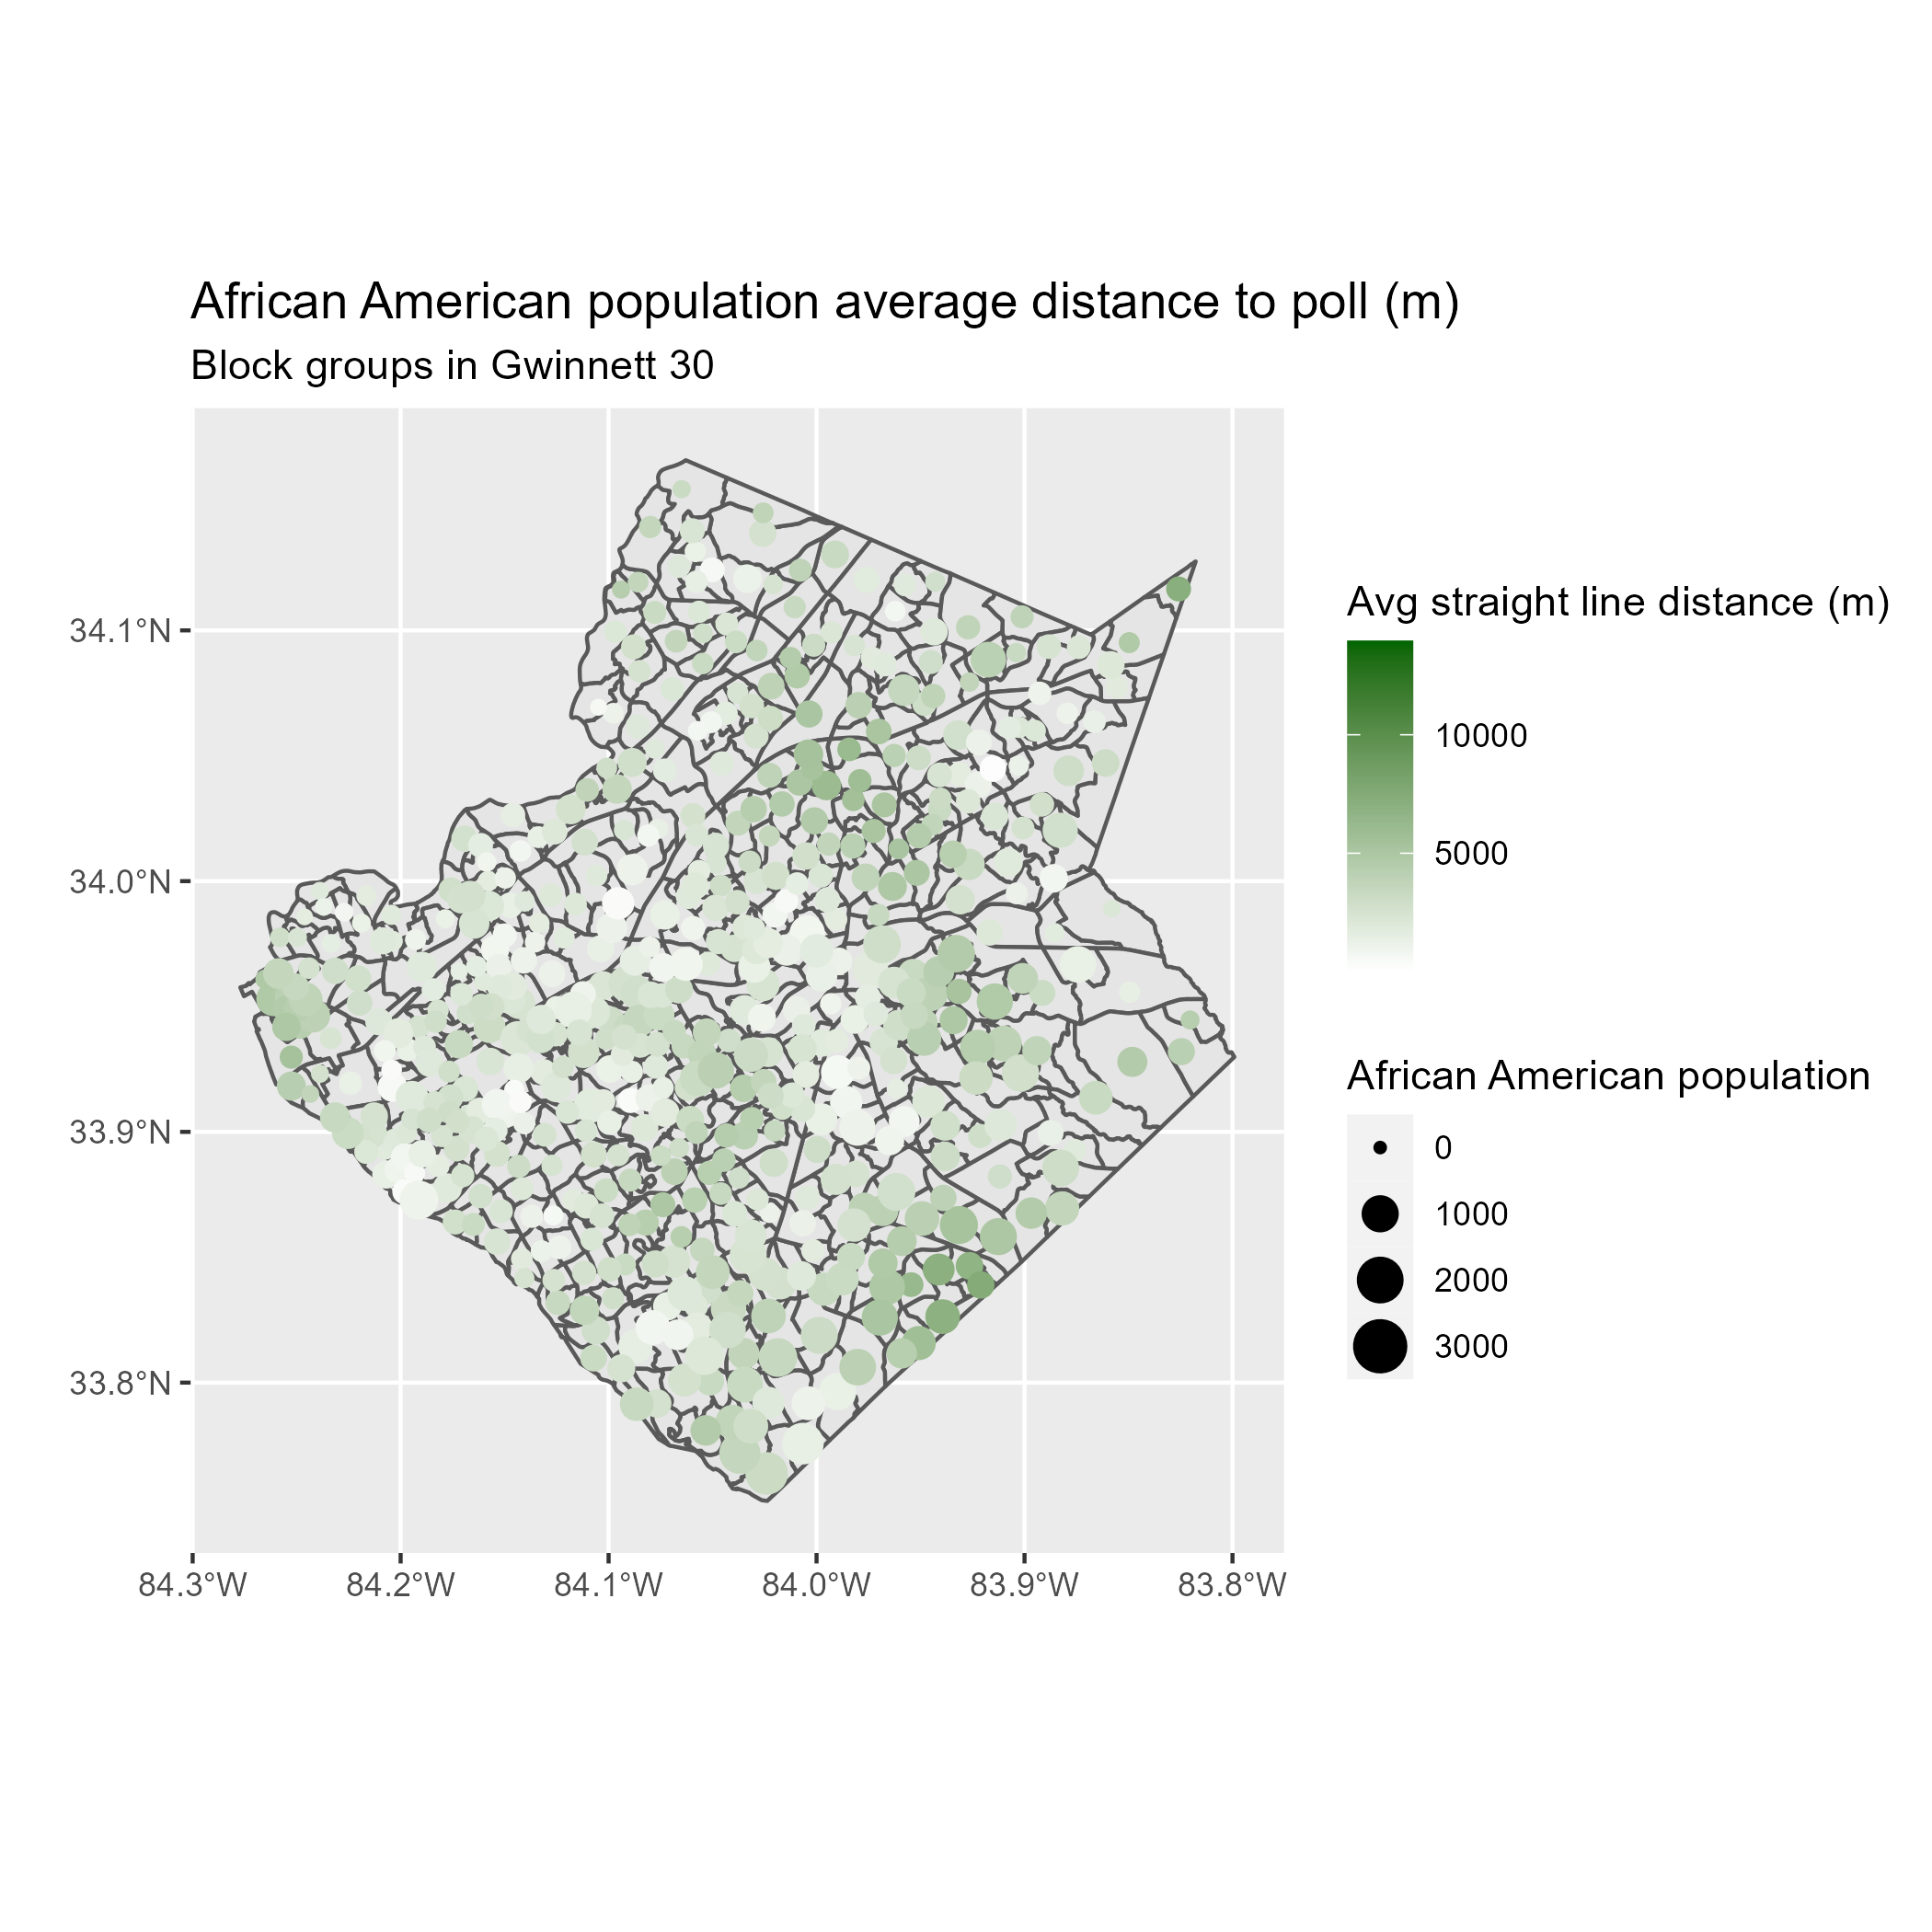 African American population average distance to poll (m)
Block groups in Gwinnett 30
34.1°N
34.0°N
33.9°N
33.8°N
84.3°W 84.2°W 84.1°W 84.0°W 83.9°W 83.8°W
Avg straight line distance (m)
10000
5000
African American population
0
1000
2000
3000